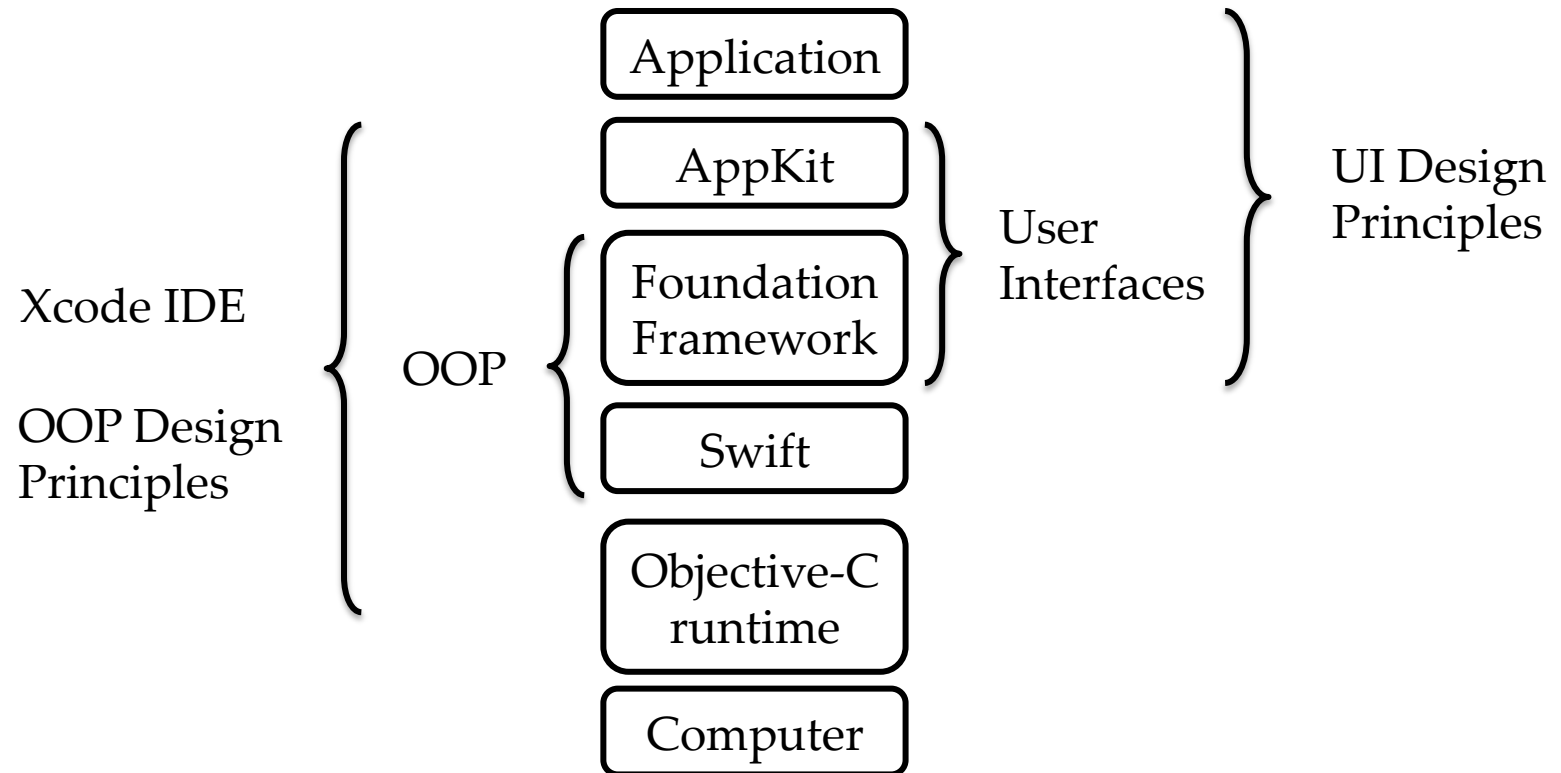 Application
AppKit
Foundation
Framework
Swift
Objective-C
runtime
Computer
Xcode IDE
OOP Design
Principles
OOP
User
Interfaces
UI Design
Principles